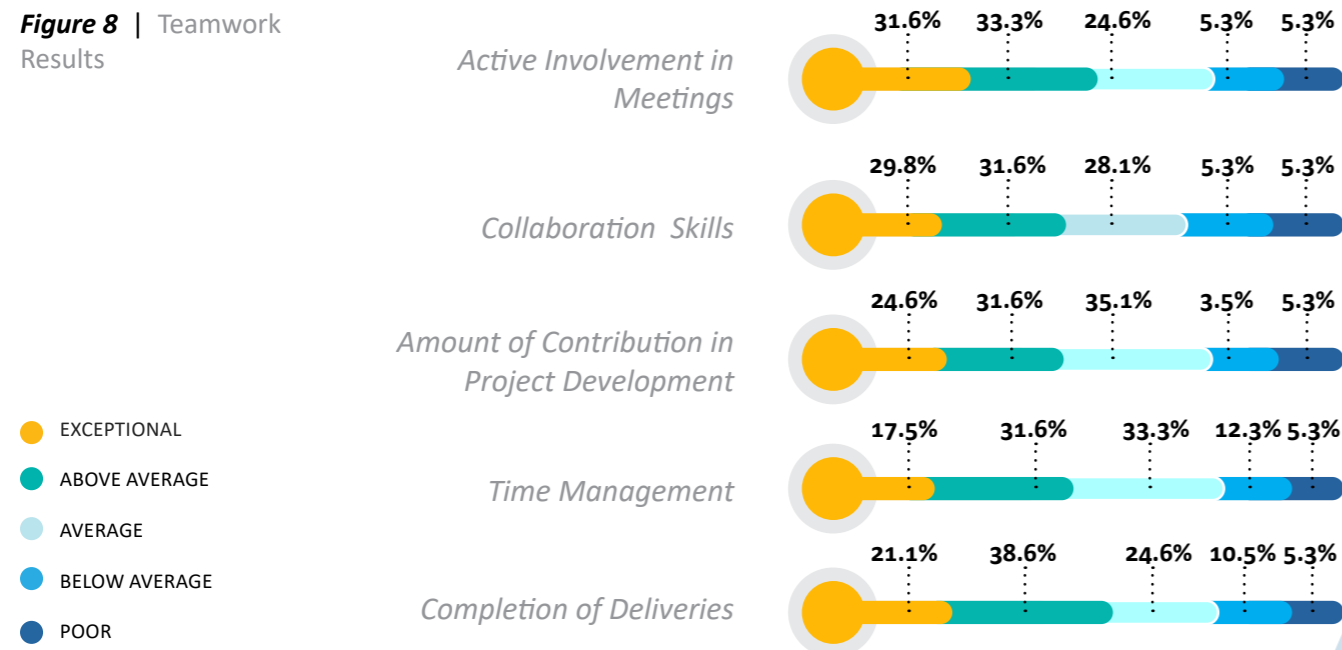 Figure 8 | Teamwork
Results
31.6% 33.3% 24.6% 5.3% 5.3%
Active Involvement in
Meetings
29.8% 31.6% 28.1% 5.3% 5.3%
Collaboration Skills
24.6% 31.6% 35.1% 3.5% 5.3%
Amount of Contribution in
Project Development
17.5% 31.6% 33.3% 12.3% 5.3%
Time Management
21.1% 38.6% 24.6% 10.5% 5.3%
Completion of Deliveries
EXCEPTIONAL
ABOVE AVERAGE
AVERAGE
BELOW AVERAGE
POOR